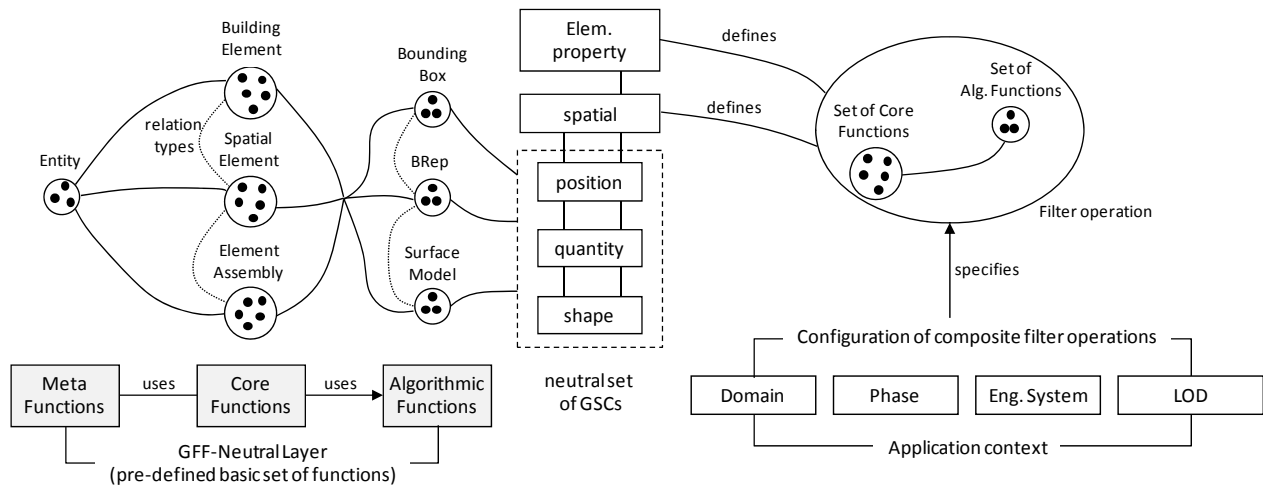 Building
Element
Bounding
Box
Elem.
property
defines
Set of
Alg. Functions
relation
types
spatial
defines
Set of Core
Functions
Entity
Spatial
Element
BRep
position
Filter operation
Element
Assembly
Surface
Model
quantity
specifies
shape
Configuration of composite filter operations
Meta
Functions
uses
Core
Functions
uses
Algorithmic
Functions
neutral set
of GSCs
Domain
Phase
Eng. System
LOD
GFF-Neutral Layer
(pre-defined basic set of functions)
Application context